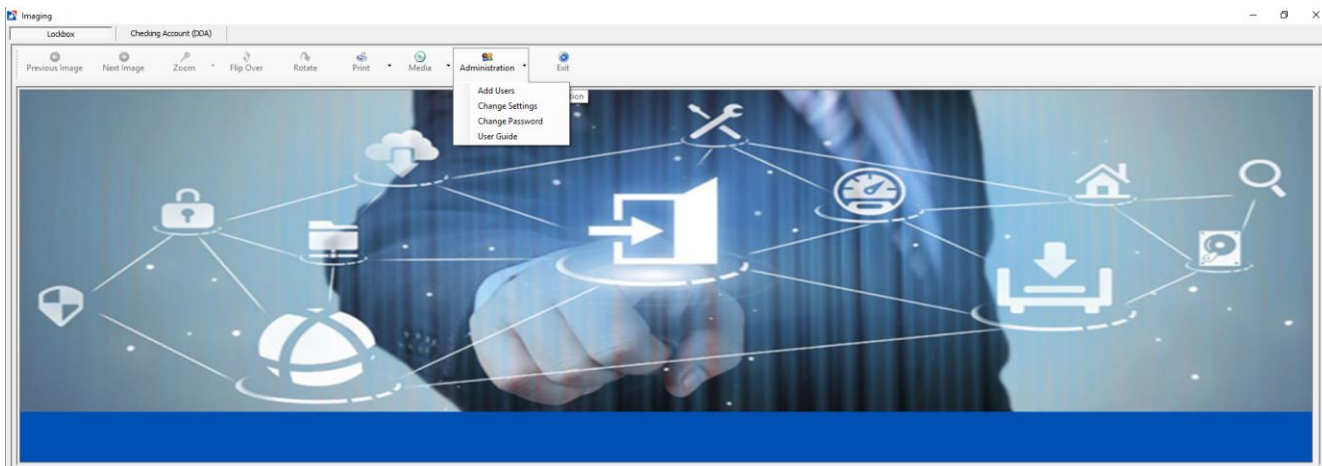 Imaging
Lockbox Checking Account (DDA)
Previous Image Next Image Zoom Flip Over Rotate Print Media Administration Exit
Add Users
Change Settings
Change Password
User Guide